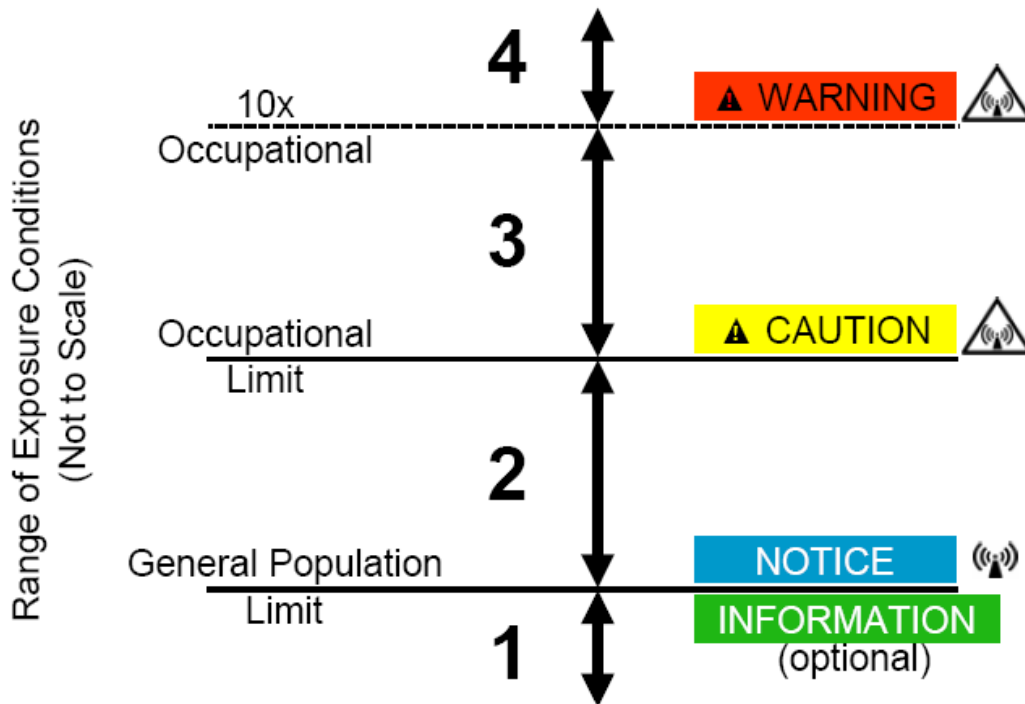 4
WARNING
10x
Occupational
3
Range of Exposure Conditions
(Not to Scale)
Occupational
Limit
CAUTION
2
General Population
Limit
NOTICE
INFORMATION
(optional)
1